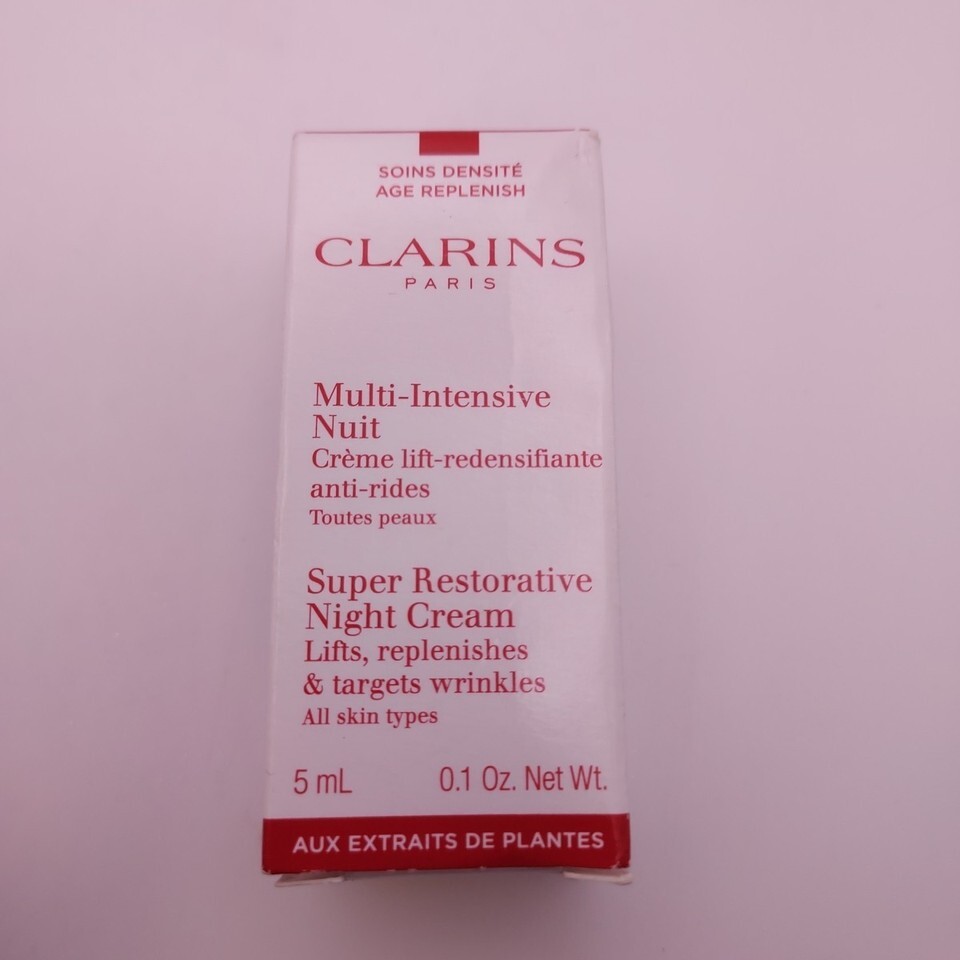 SOINS DENSITÉ
AGE REPLENISH
CLARINS
PARIS
Multi-Intensive
Nuit
Crème lift-redensifiante
anti-rides
Toutes peaux
Super Restorative
Night Cream
Lifts, replenishes
& targets wrinkles
All skin types
5 mL 0.1 Oz. Net Wt.
AUX EXTRAITS DE PLANTES